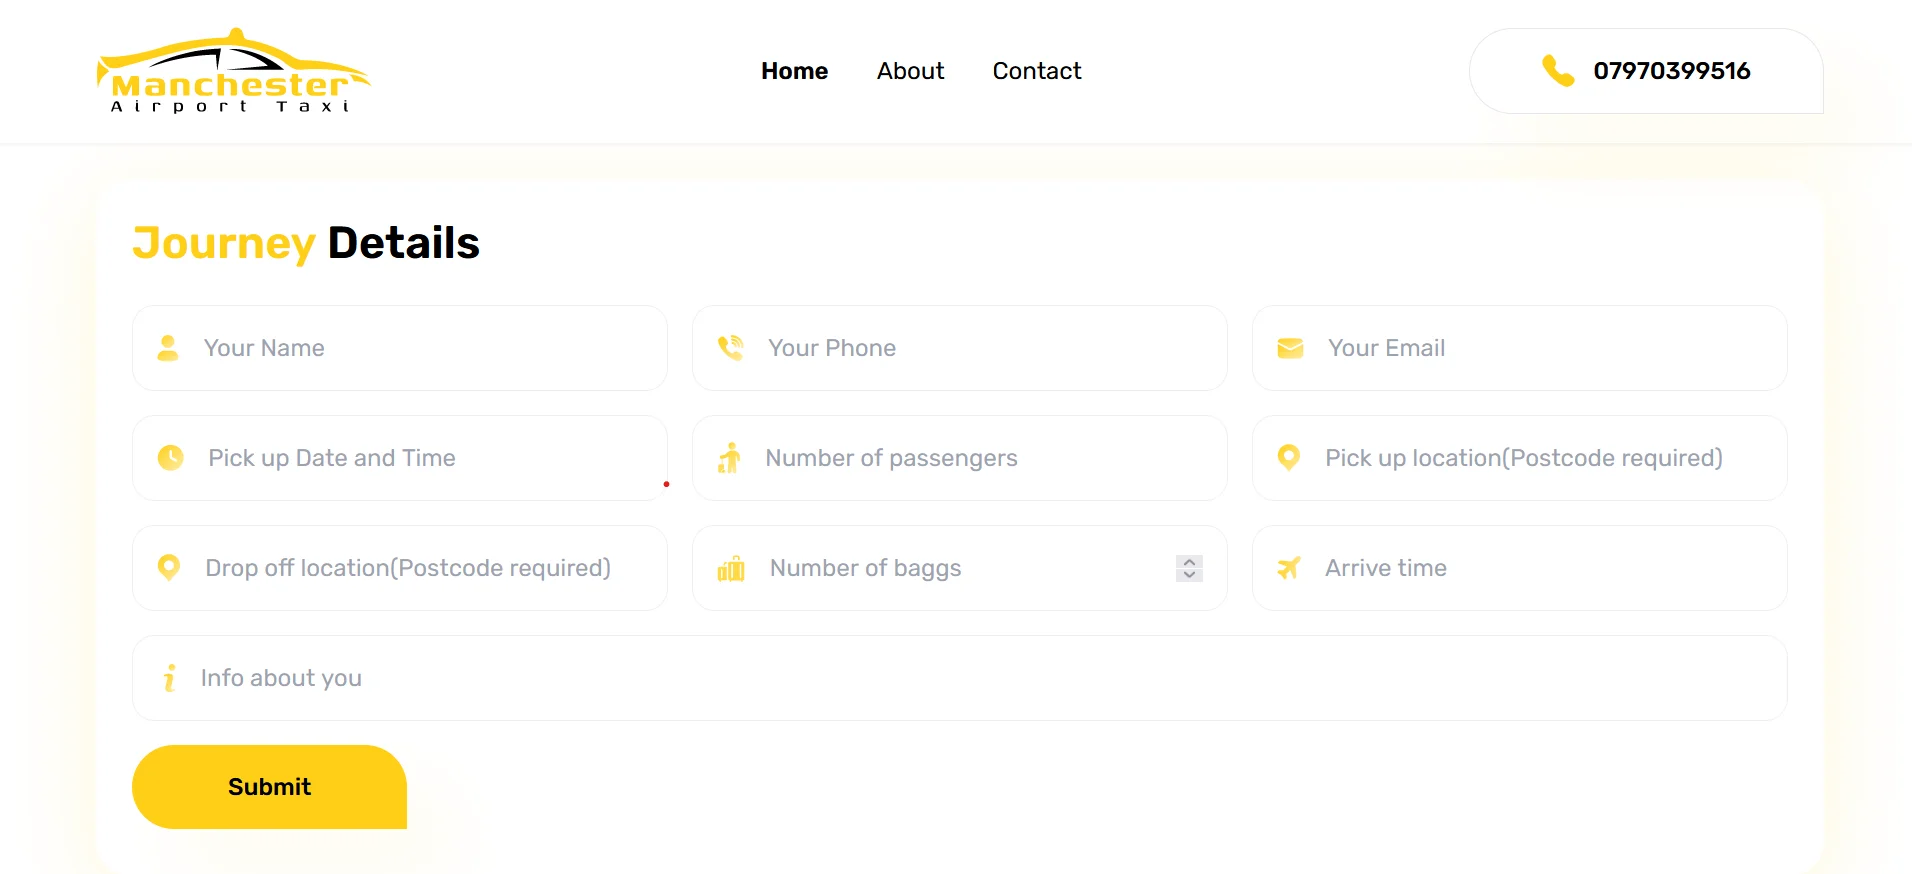 Manchester
Airport Taxi
Home About Contact
07970399516
Journey Details
Your Name
Your Phone
Your Email
Pick up Date and Time
Number of passengers
Pick up location(Postcode required)
Drop off location(Postcode required)
Number of baggs
Arrive time
Info about you
Submit